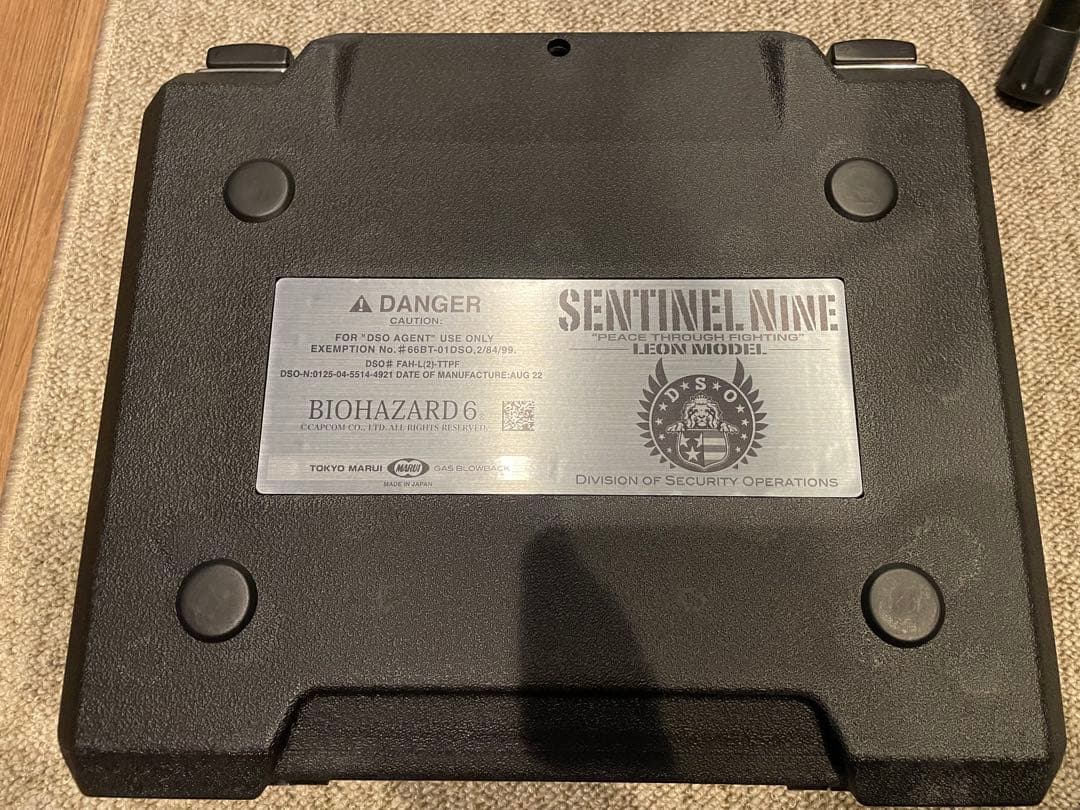 ⚠ DANGER
CAUTION:
FOR "DSO AGENT" USE ONLY
EXEMPTION No.#66BT-01DSO,2/84/99.
DSO# FAH-L(2)-TTPF
DSO-N:0125-04-5514-4921 DATE OF MANUFACTURE:AUG 22
BIOHAZARD 6
©CAPCOM CO., LTD. ALL RIGHTS RESERVED.
TOKYO MARUI MARUI GAS BLOWBACK
MADE IN JAPAN
SENTINEL NINE
"PEACE THROUGH FIGHTING"
LEON MODEL
DSO
DIVISION OF SECURITY OPERATIONS